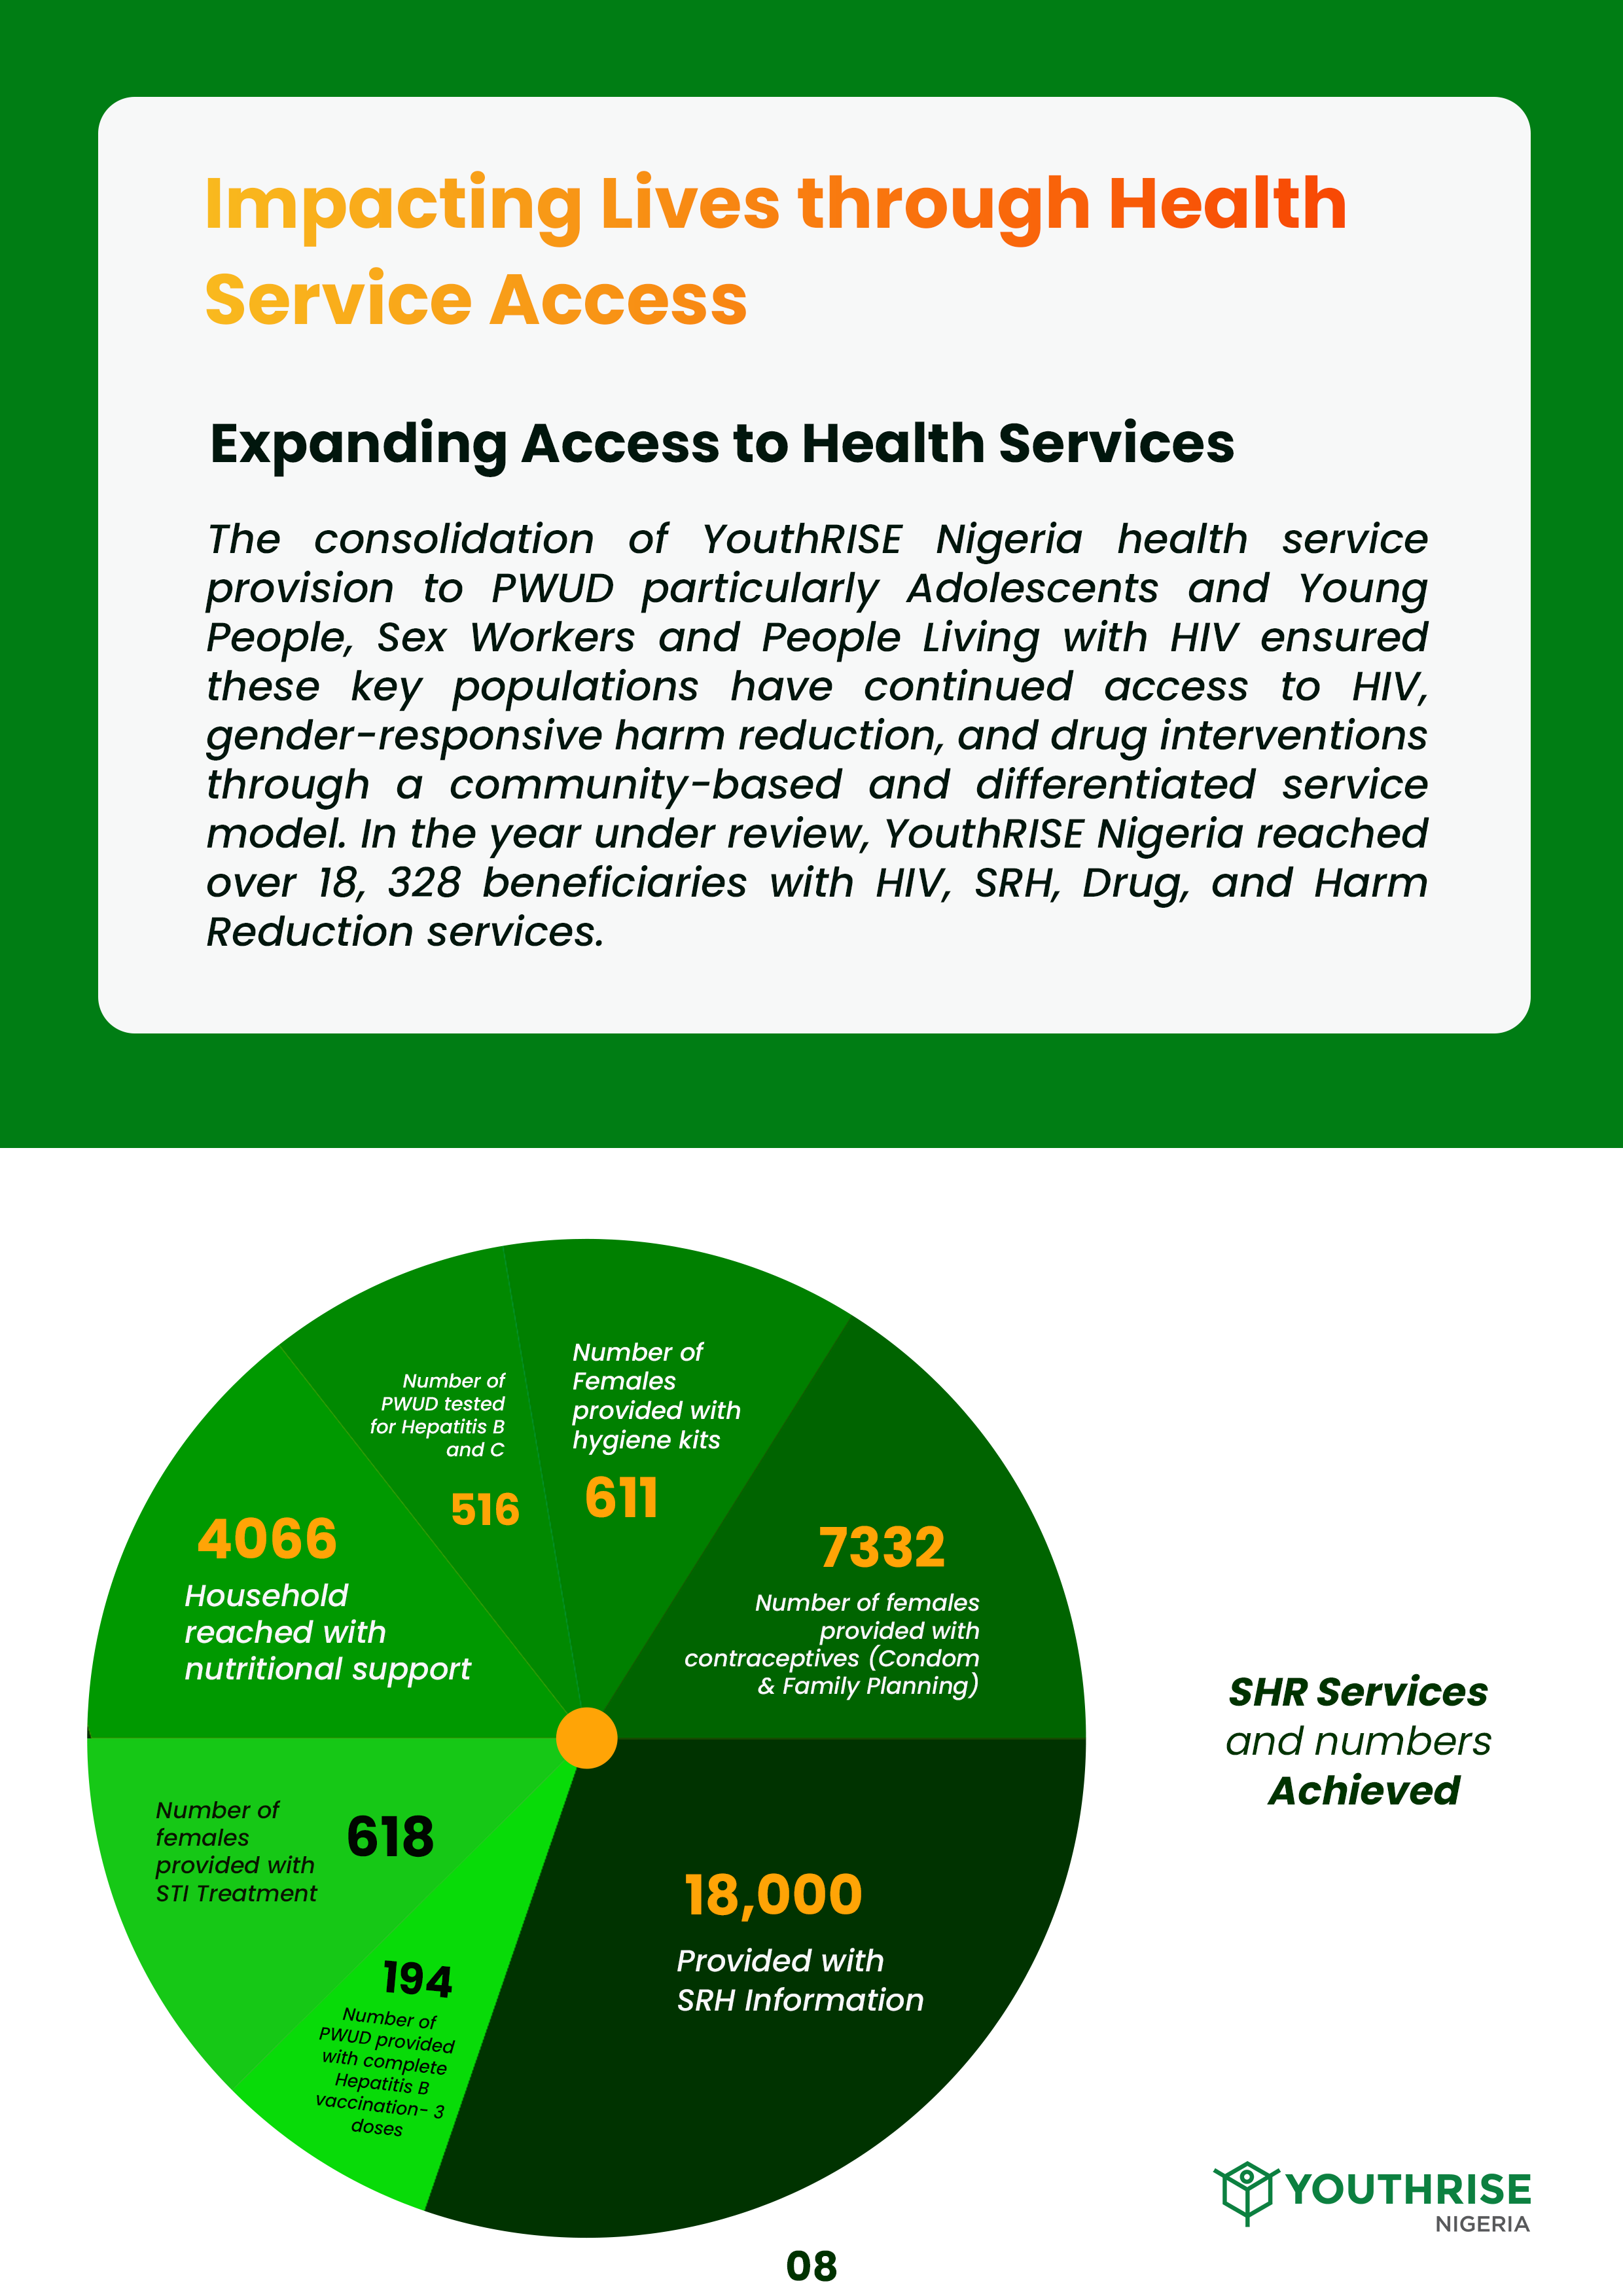 Impacting Lives through Health
Service Access
Expanding Access to Health Services
The consolidation of YouthRISE Nigeria health service
provision to PWUD particularly Adolescents and Young
People, Sex Workers and People Living with HIV ensured
these key populations have continued access to HIV,
gender-responsive harm reduction, and drug interventions
through a community-based and differentiated service
model. In the year under review, YouthRISE Nigeria reached
over 18, 328 beneficiaries with HIV, SRH, Drug, and Harm
Reduction services.
Number of
PWUD tested
for Hepatitis B
and C
516
Number of
Females
provided with
hygiene kits
611
4066
Household
reached with
nutritional support
7332
Number of females
provided with
contraceptives (Condom
& Family Planning)
SHR Services
and numbers
Achieved
Number of
females
provided with
STI Treatment
618
18,000
Provided with
SRH Information
194
Number of
PWUD provided
with complete
Hepatitis B
vaccination- 3
doses
YOUTHRISE
NIGERIA
08